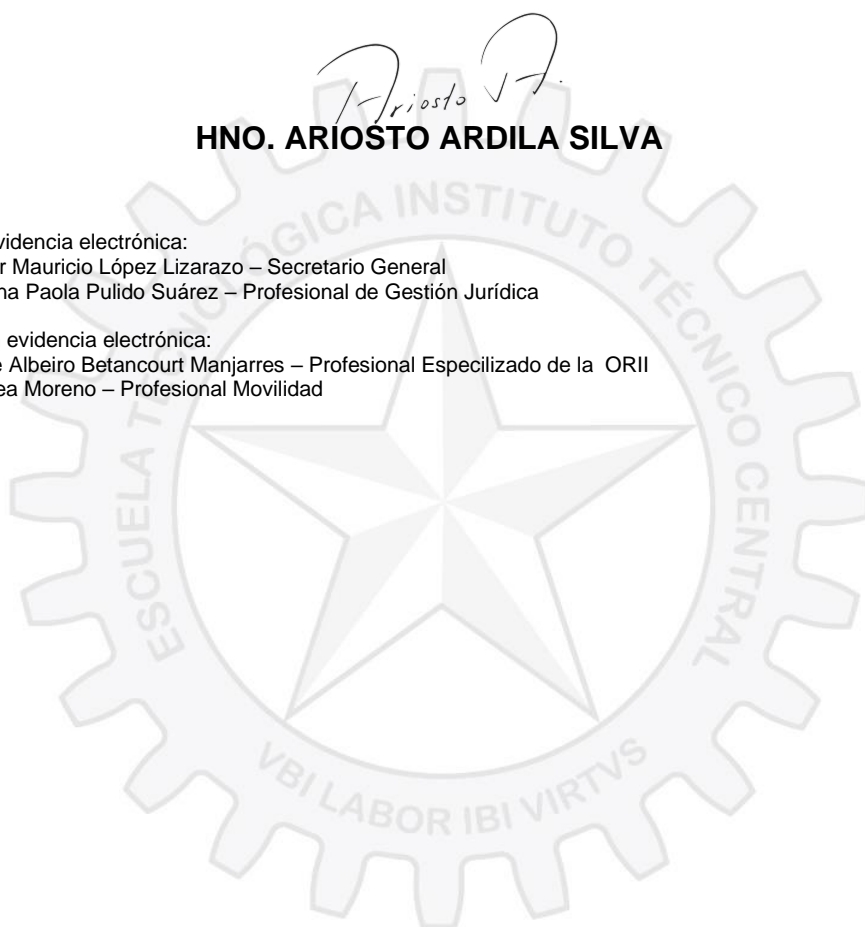 Ariosto A.
HNO. ARIOSTO ARDILA SILVA
videncia electrónica:
r Mauricio López Lizarazo – Secretario General
na Paola Pulido Suárez – Profesional de Gestión Jurídica
evidencia electrónica:
e Albeiro Betancourt Manjarres – Profesional Especilizado de la ORII
ea Moreno – Profesional Movilidad
ESCUELA TECNOLÓGICA INSTITUTO TÉCNICO CENTRAL
VBI LABOR IBI VIRTVS